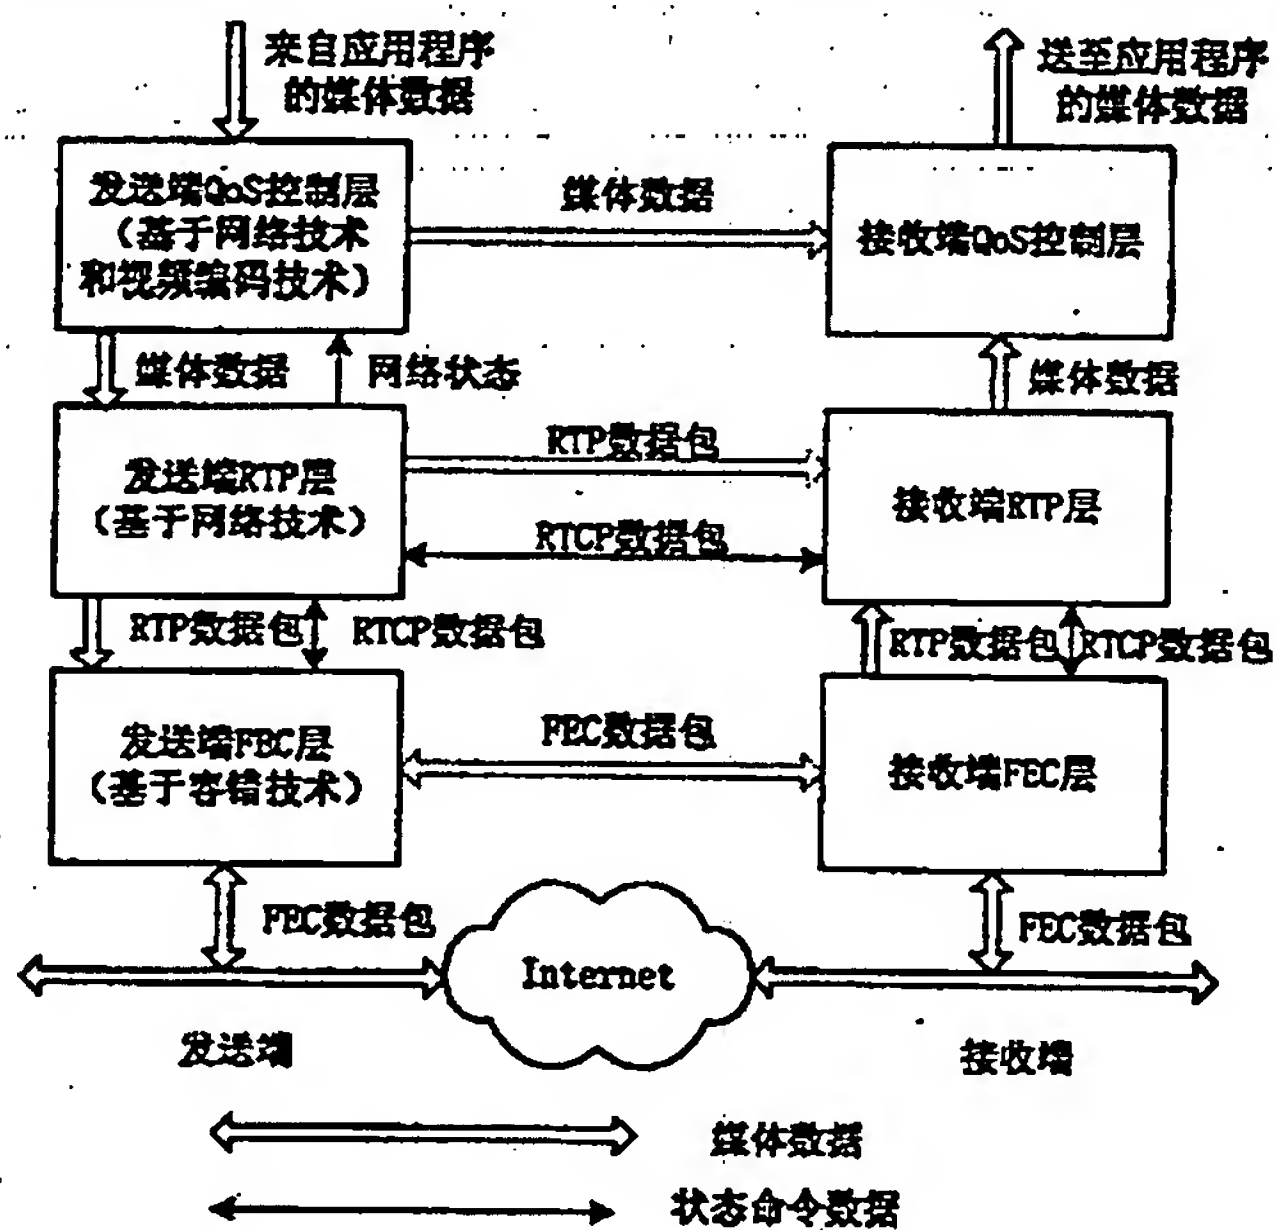 来自应用程序
的媒体数据
送至应用程序
的媒体数据
发送端QoS控制层
(基于网络技术
和视频编码技术)
媒体数据
接收端QoS控制层
媒体数据
网络状态
媒体数据
发送端RTP层
(基于网络技术)
RTP数据包
RTCP数据包
接收端RTP层
RTP数据包
RTCP数据包
RTP数据包
RTCP数据包
发送端FEC层
(基于容错技术)
FEC数据包
接收端FEC层
FEC数据包
Internet
FEC数据包
发送端
接收端
媒体数据
状态命令数据